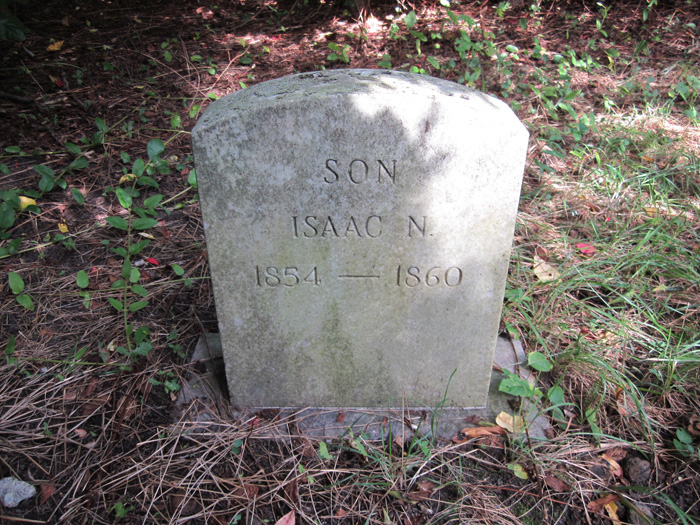 SON
ISAAC N.
1854 — 1860